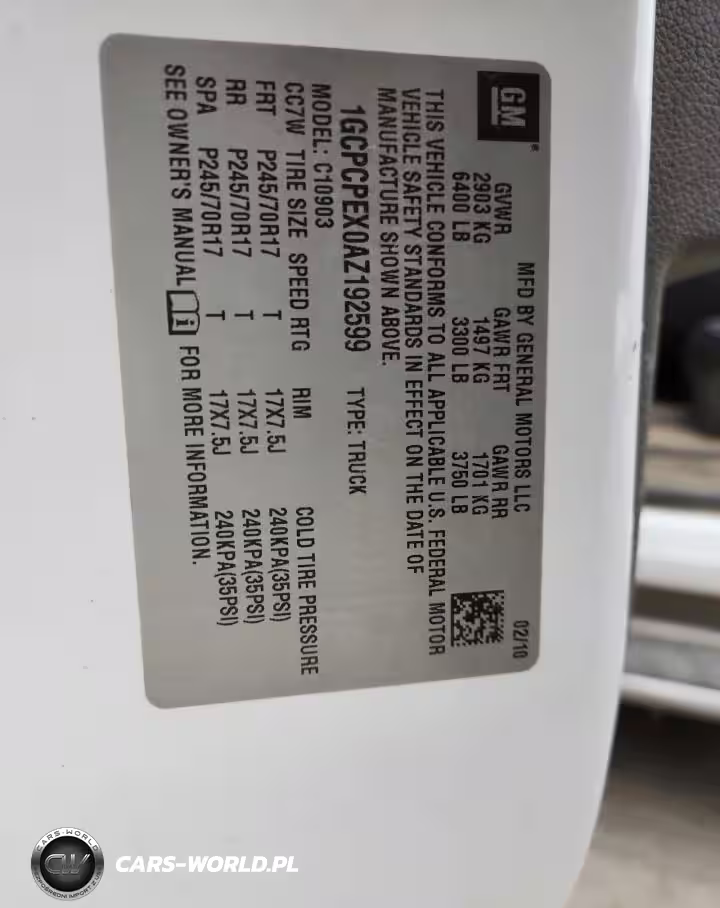 GM
MFD BY GENERAL MOTORS LLC 02/10
GVWR GAWR FRT GAWR RR
2903 KG 1497 KG 1701 KG
6400 LB 3300 LB 3750 LB
THIS VEHICLE CONFORMS TO ALL APPLICABLE U.S. FEDERAL MOTOR
VEHICLE SAFETY STANDARDS IN EFFECT ON THE DATE OF
MANUFACTURE SHOWN ABOVE.
1GCPCPEX0AZ192599 TYPE: TRUCK
MODEL: C10903
CC7W TIRE SIZE SPEED RTG RIM COLD TIRE PRESSURE
FRT P245/70R17 T 17X7.5J 240KPA(35PSI)
RR P245/70R17 T 17X7.5J 240KPA(35PSI)
SPA P245/70R17 T 17X7.5J 240KPA(35PSI)
SEE OWNER'S MANUAL FOR MORE INFORMATION.
CARS-WORLD
CW
CARS-WORLD.PL